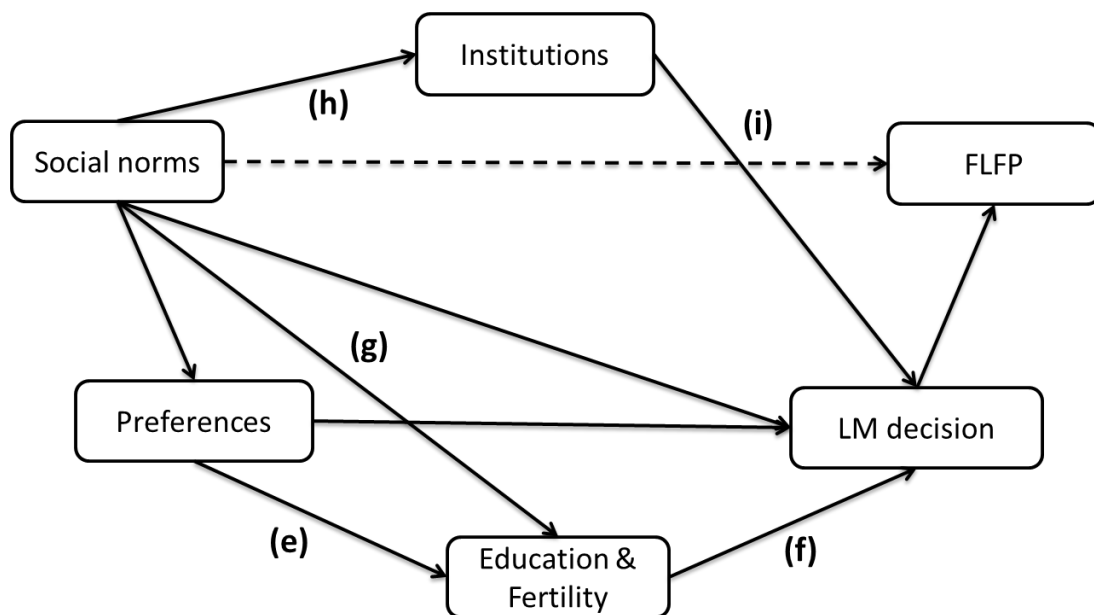 Institutions
(h)
(i)
Social norms
FLFP
(g)
Preferences
LM decision
(e)
Education &
Fertility
(f)